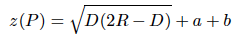 z(P) = √D(2R − D) + a + b